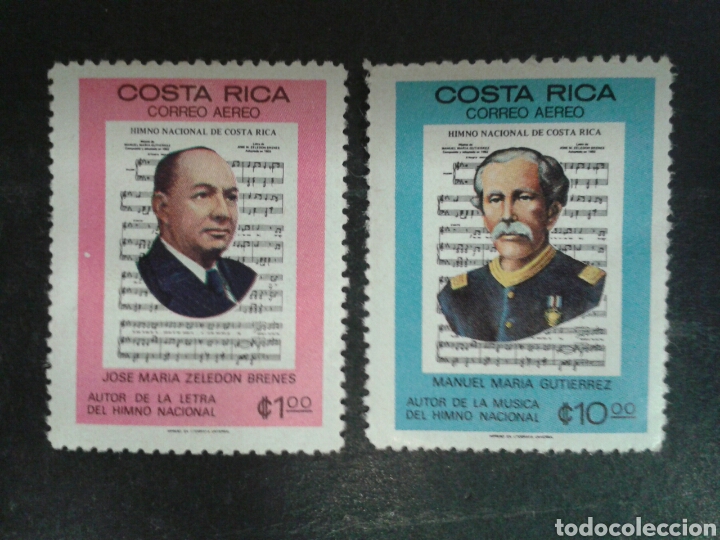 COSTA RICA
CORREO AEREO
HIMNO NACIONAL DE COSTA RICA
JOSE MARIA ZELEDON BRENES
AUTOR DE LA LETRA
DEL HIMNO NACIONAL
₡1.00
COSTA RICA
CORREO AEREO
HIMNO NACIONAL DE COSTA RICA
MANUEL MARIA GUTIERREZ
AUTOR DE LA MUSICA
DEL HIMNO NACIONAL
₡10.00
todocoleccion